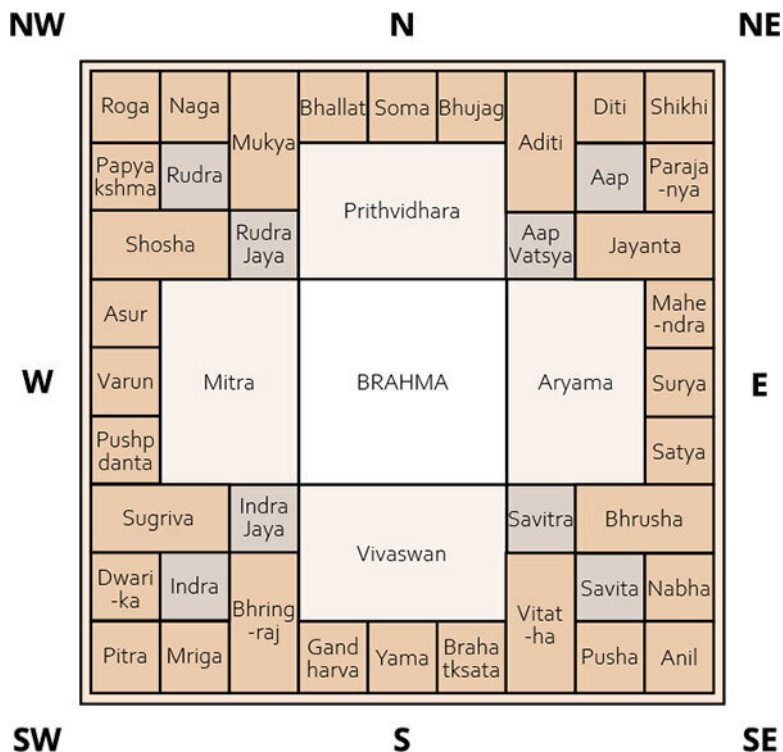 NW N NE
Roga Naga Mukya Bhallat Soma Bhujag Aditi Diti Shikhi
Papya
kshma
Rudra
Aap
Paraja
-nya
Prithvidhara
Shosha
Rudra
Jaya
Aap
Vatsya
Jayanta
Asur
Mahe
-ndra
W Varun Mitra BRAHMA Aryama Surya E
Pushp
danta
Satya
Sugriva
Indra
Jaya
Savitra
Bhrusha
Vivaswan
Dwari
-ka
Indra
Bhring
-raj
Vitat
-ha
Savita
Nabha
Pitra
Mriga
Gand
harva
Yama
Braha
tksata
Pusha
Anil
SW S SE